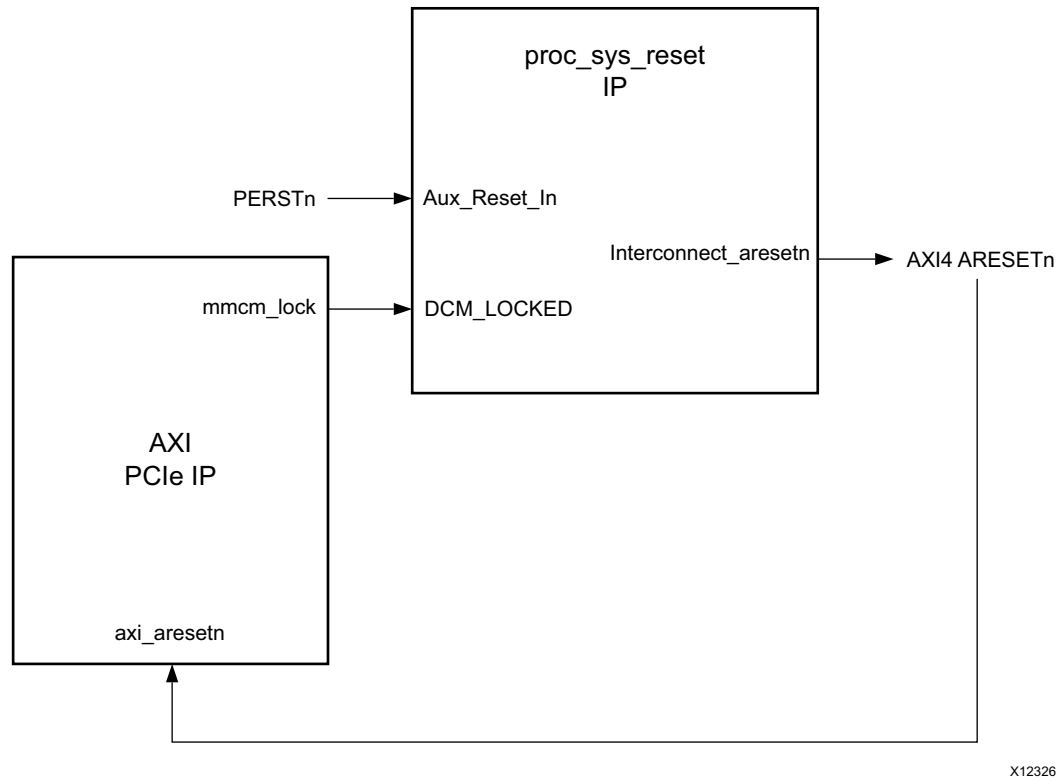 proc_sys_reset
IP
PERSTn
Aux_Reset_In
Interconnect_aresetn
AXI4 ARESETn
mmcm_lock
DCM_LOCKED
AXI
PCIe IP
axi_aresetn
X12326